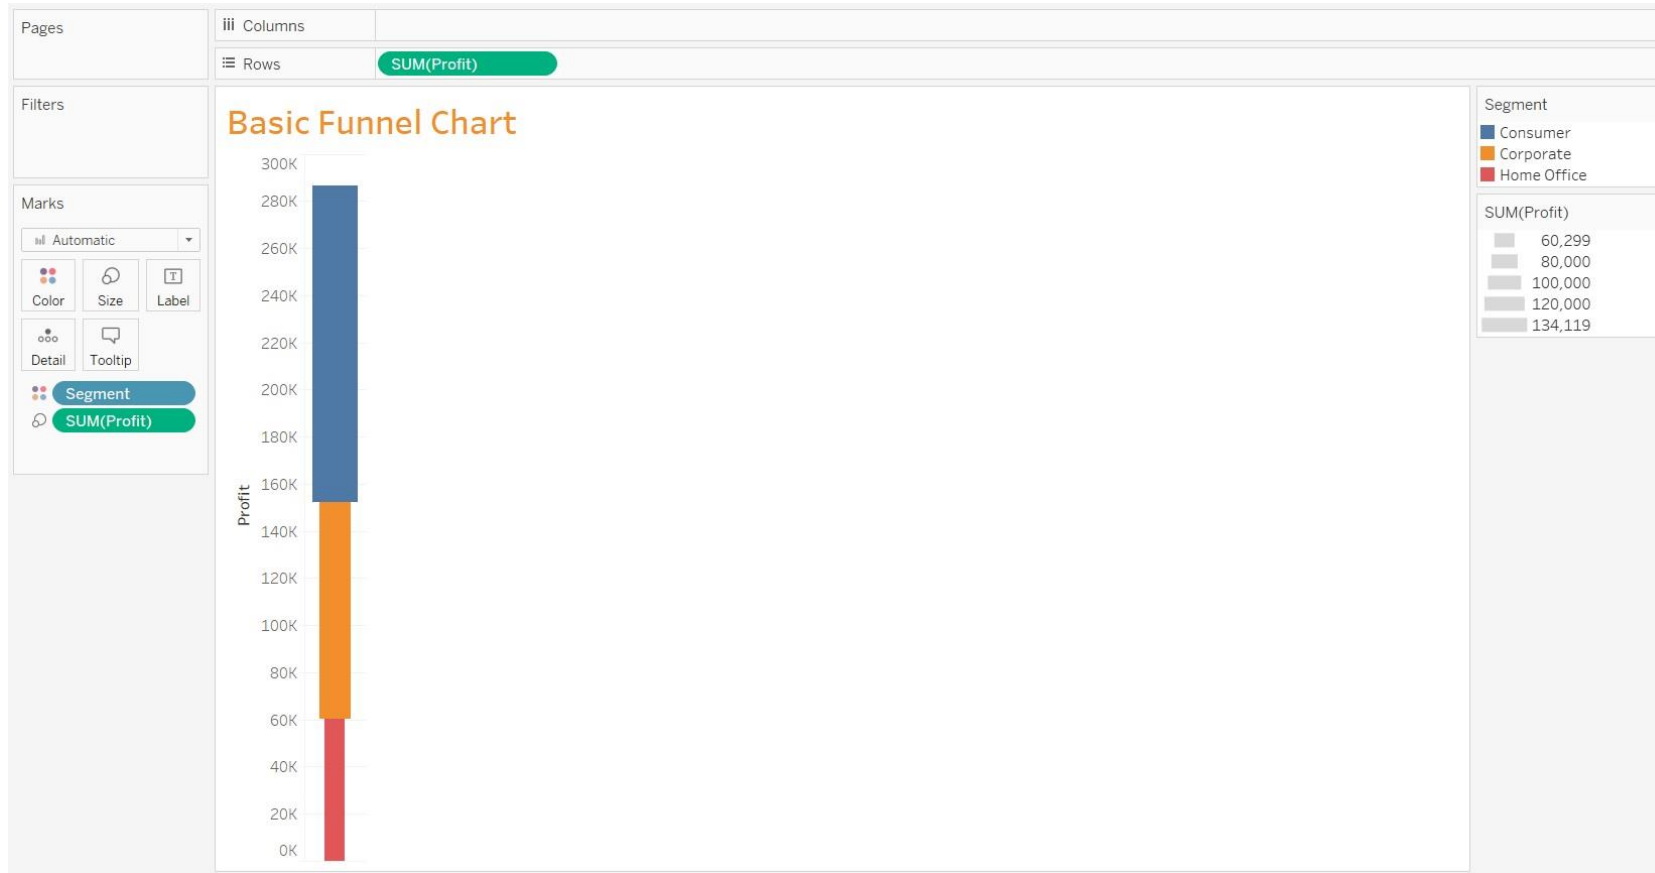 Pages
Columns
Rows
SUM(Profit)
Filters
Marks
Automatic
Color
Size
Label
Detail
Tooltip
Segment
SUM(Profit)
Basic Funnel Chart
Profit
300K
280K
260K
240K
220K
200K
180K
160K
140K
120K
100K
80K
60K
40K
20K
0K
Segment
Consumer
Corporate
Home Office
SUM(Profit)
60,299
80,000
100,000
120,000
134,119